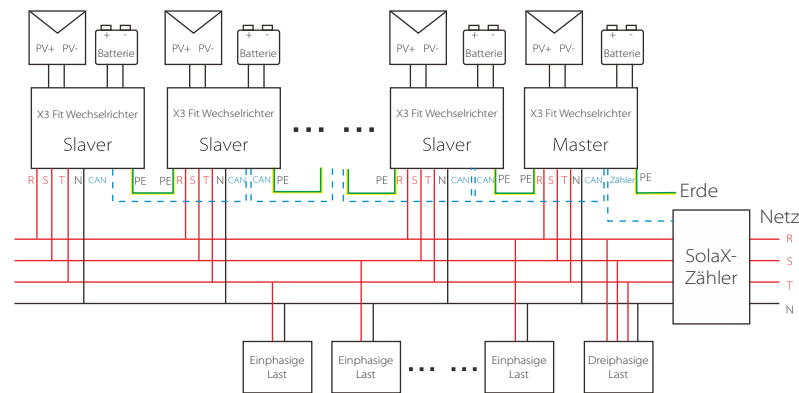 PV+ PV-
+ -
Batterie
PV+ PV-
+ -
Batterie
PV+ PV-
+ -
Batterie
PV+ PV-
+ -
Batterie
X3 Fit Wechselrichter
Slaver
X3 Fit Wechselrichter
Slaver
... ...
X3 Fit Wechselrichter
Slaver
X3 Fit Wechselrichter
Master
R S T N CAN PE
PE R S T N CAN CAN PE
PE R S T N CAN CAN PE
PE R S T N CAN Zähler PE
Erde
Netz
SolaX-
Zähler
R
S
T
N
Einphasige
Last
Einphasige
Last
... ...
Einphasige
Last
Dreiphasige
Last